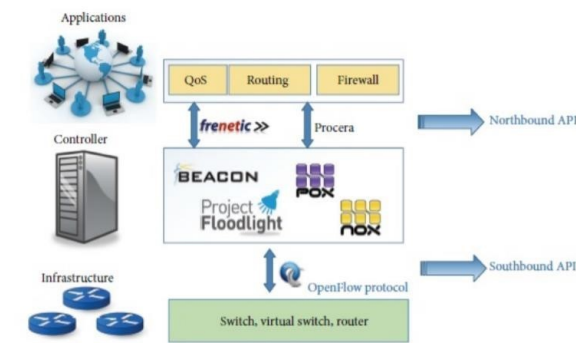 Applications
QoS
Routing
Firewall
frenetic >>
Procera
Northbound API
Controller
BEACON
POX
Project
Floodlight
NOX
Southbound API
Infrastructure
OpenFlow protocol
Switch, virtual switch, router